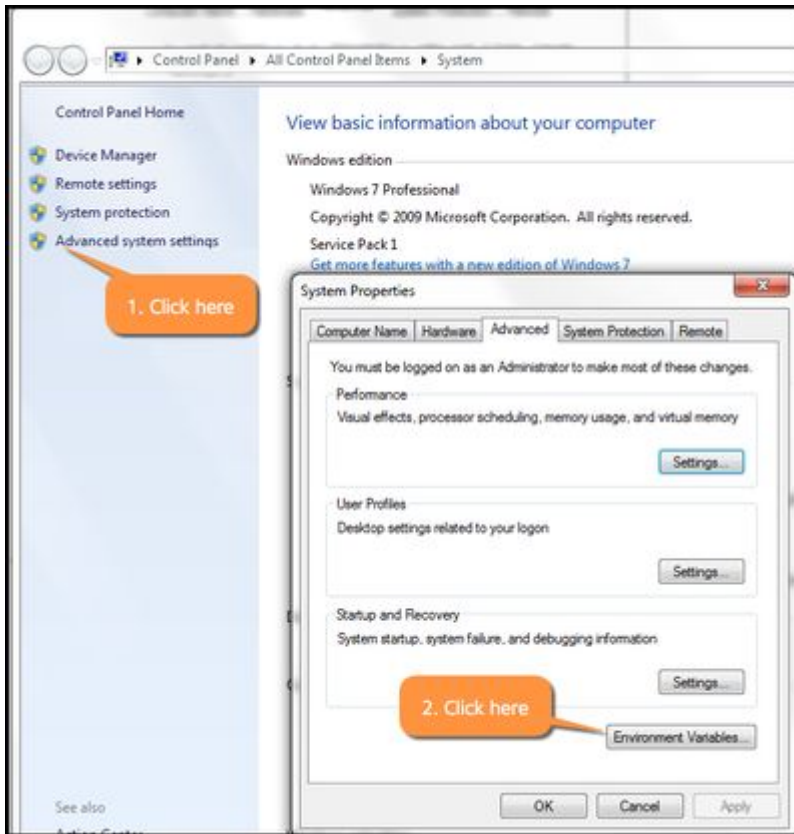 Control Panel ▸ All Control Panel Items ▸ System
Control Panel Home
Device Manager
Remote settings
System protection
Advanced system settings
1. Click here
View basic information about your computer
Windows edition
Windows 7 Professional
Copyright © 2009 Microsoft Corporation. All rights reserved.
Service Pack 1
Get more features with a new edition of Windows 7
System Properties
Computer Name Hardware Advanced System Protection Remote
You must be logged on as an Administrator to make most of these changes.
Performance
Visual effects, processor scheduling, memory usage, and virtual memory
Settings...
User Profiles
Desktop settings related to your logon
Settings...
Startup and Recovery
System startup, system failure, and debugging information
Settings...
2. Click here
Environment Variables...
OK Cancel Apply
See also
Action Center